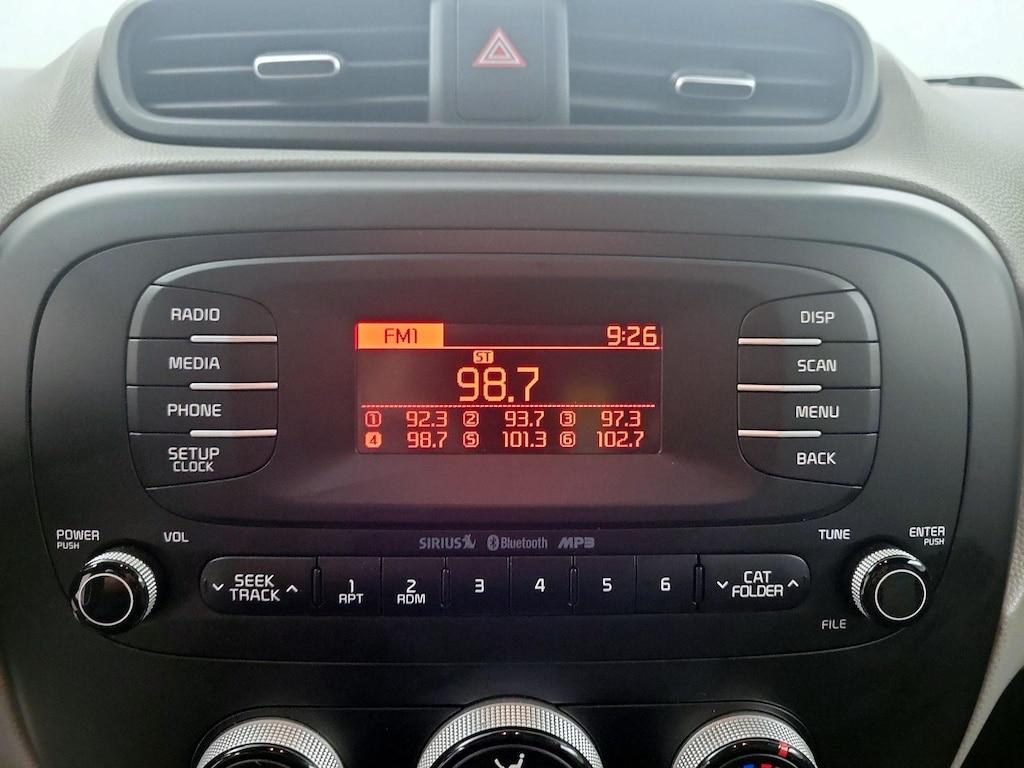 FM1 9:26
ST
98.7
1 92.3 2 93.7 3 97.3
4 98.7 5 101.3 6 102.7
RADIO
MEDIA
PHONE
SETUP
CLOCK
DISP
SCAN
MENU
BACK
POWER
PUSH
VOL
SIRIUS Bluetooth MP3
TUNE
ENTER
PUSH
SEEK
TRACK
1
RPT
2
RDM
3
4
5
6
CAT
FOLDER
FILE